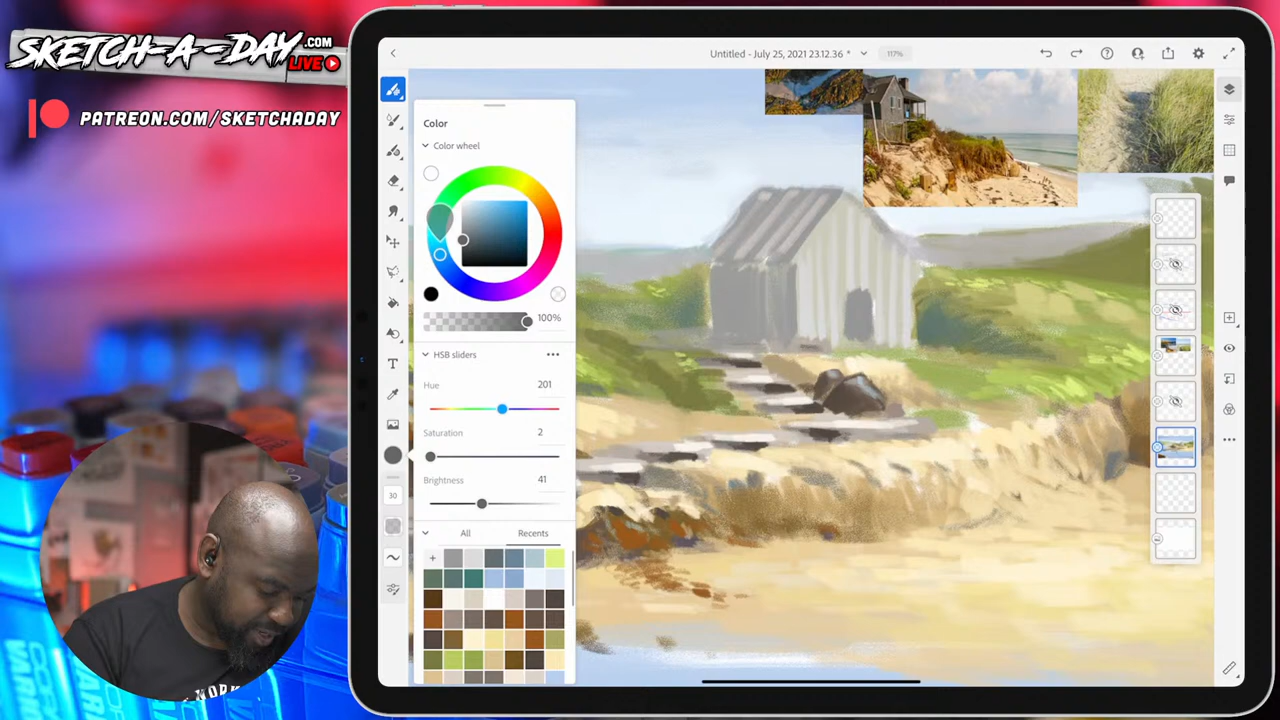 SKETCH-A-DAY.COM
LIVE
PATREON.COM/SKETCHADAY
Untitled - July 25, 2021 23.12.36 *
117%
Color
Color wheel
100%
HSB sliders
Hue
201
Saturation
2
Brightness
41
30
All
Recents
T